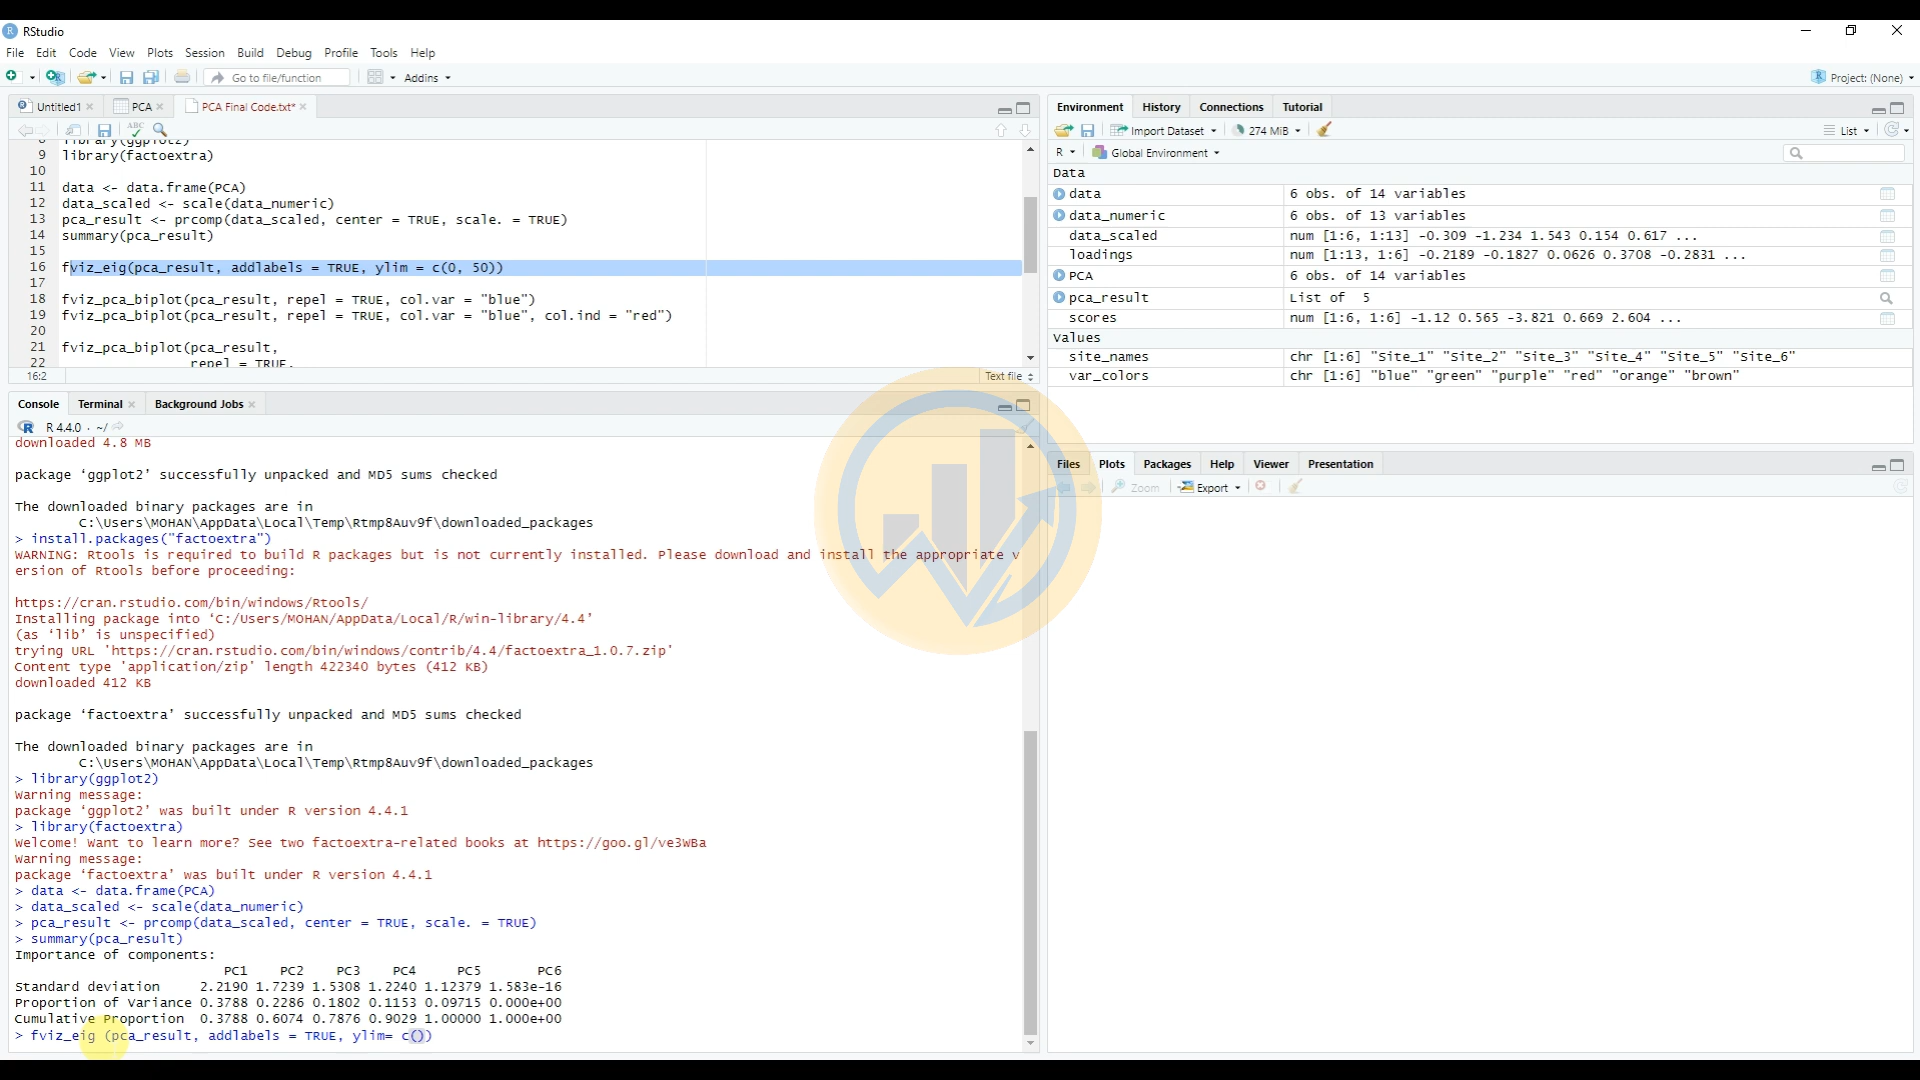 RStudio
File Edit Code View Plots Session Build Debug Profile Tools Help
Go to file/function Addins Project: (None)
Untitled1 PCA PCA Final Code.txt*
8 library(ggplot2)
9 library(factoextra)
10
11 data <- data.frame(PCA)
12 data_scaled <- scale(data_numeric)
13 pca_result <- prcomp(data_scaled, center = TRUE, scale. = TRUE)
14 summary(pca_result)
15
16 fviz_eig(pca_result, addlabels = TRUE, ylim = c(0, 50))
17
18 fviz_pca_biplot(pca_result, repel = TRUE, col.var = "blue")
19 fviz_pca_biplot(pca_result, repel = TRUE, col.var = "blue", col.ind = "red")
20
21 fviz_pca_biplot(pca_result,
22 repel = TRUE,
16:2 Text file
Console Terminal Background Jobs
R 4.4.0 · ~/
downloaded 4.8 MB
package ‘ggplot2’ successfully unpacked and MD5 sums checked
The downloaded binary packages are in
C:\Users\MOHAN\AppData\Local\Temp\Rtmp8Auv9f\downloaded_packages
> install.packages("factoextra")
WARNING: Rtools is required to build R packages but is not currently installed. Please download and install the appropriate v
ersion of Rtools before proceeding:
https://cran.rstudio.com/bin/windows/Rtools/
Installing package into ‘C:/Users/MOHAN/AppData/Local/R/win-library/4.4’
(as ‘lib’ is unspecified)
trying URL 'https://cran.rstudio.com/bin/windows/contrib/4.4/factoextra_1.0.7.zip'
Content type 'application/zip' length 422340 bytes (412 KB)
downloaded 412 KB
package ‘factoextra’ successfully unpacked and MD5 sums checked
The downloaded binary packages are in
C:\Users\MOHAN\AppData\Local\Temp\Rtmp8Auv9f\downloaded_packages
> library(ggplot2)
Warning message:
package ‘ggplot2’ was built under R version 4.4.1
> library(factoextra)
Welcome! Want to learn more? See two factoextra-related books at https://goo.gl/ve3WBa
Warning message:
package ‘factoextra’ was built under R version 4.4.1
> data <- data.frame(PCA)
> data_scaled <- scale(data_numeric)
> pca_result <- prcomp(data_scaled, center = TRUE, scale. = TRUE)
> summary(pca_result)
Importance of components:
PC1 PC2 PC3 PC4 PC5 PC6
Standard deviation 2.2190 1.7239 1.5308 1.2240 1.12379 1.583e-16
Proportion of Variance 0.3788 0.2286 0.1802 0.1153 0.09715 0.000e+00
Cumulative Proportion 0.3788 0.6074 0.7876 0.9029 1.00000 1.000e+00
> fviz_eig (pca_result, addlabels = TRUE, ylim= c())
Environment History Connections Tutorial
Import Dataset 274 MiB List
R Global Environment
Data
data 6 obs. of 14 variables
data_numeric 6 obs. of 13 variables
data_scaled num [1:6, 1:13] -0.309 -1.234 1.543 0.154 0.617 ...
loadings num [1:13, 1:6] -0.2189 -0.1827 0.0626 0.3708 -0.2831 ...
PCA 6 obs. of 14 variables
pca_result List of 5
scores num [1:6, 1:6] -1.12 0.565 -3.821 0.669 2.604 ...
Values
site_names chr [1:6] "Site_1" "Site_2" "Site_3" "Site_4" "Site_5" "Site_6"
var_colors chr [1:6] "blue" "green" "purple" "red" "orange" "brown"
Files Plots Packages Help Viewer Presentation
Zoom Export